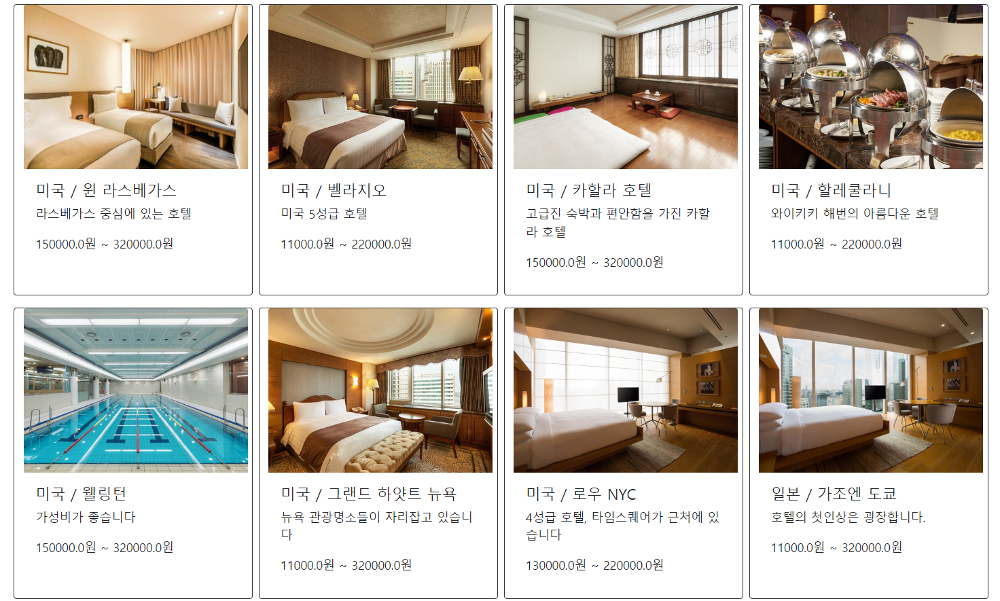 미국 / 윈 라스베가스
라스베가스 중심에 있는 호텔
150000.0원 ~ 320000.0원
미국 / 벨라지오
미국 5성급 호텔
11000.0원 ~ 220000.0원
미국 / 카할라 호텔
고급진 숙박과 편안함을 가진 카할
라 호텔
150000.0원 ~ 320000.0원
미국 / 할레쿨라니
와이키키 해변의 아름다운 호텔
11000.0원 ~ 220000.0원
미국 / 웰링턴
가성비가 좋습니다
150000.0원 ~ 320000.0원
미국 / 그랜드 하얏트 뉴욕
뉴욕 관광명소들이 자리잡고 있습니
다
11000.0원 ~ 320000.0원
미국 / 로우 NYC
4성급 호텔, 타임스퀘어가 근처에 있
습니다
130000.0원 ~ 220000.0원
일본 / 가조엔 도쿄
호텔의 첫인상은 굉장합니다.
11000.0원 ~ 320000.0원